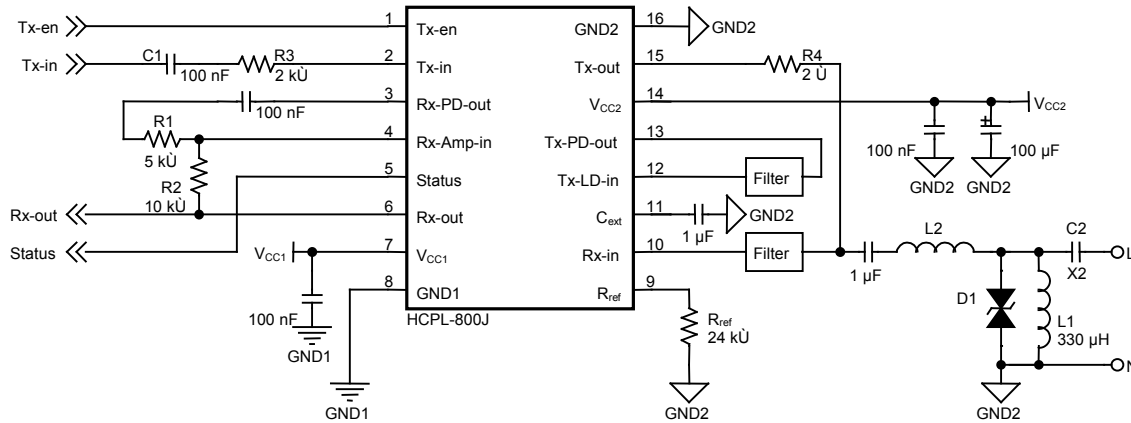 Tx-en
Tx-in
C1
100 nF
R3
2 kÙ
100 nF
R1
5 kÙ
R2
10 kÙ
Rx-out
Status
VCC1
100 nF
GND1
GND1
1
2
3
4
5
6
7
8
Tx-en
Tx-in
Rx-PD-out
Rx-Amp-in
Status
Rx-out
VCC1
GND1
HCPL-800J
GND2
Tx-out
VCC2
Tx-PD-out
Tx-LD-in
Cext
Rx-in
Rref
16
15
14
13
12
11
10
9
GND2
R4
2 Ù
VCC2
100 nF
+
100 µF
GND2
GND2
Filter
1 µF
GND2
Filter
Rref
24 kÙ
GND2
1 µF
L2
C2
X2
L
D1
L1
330 µH
N
GND2